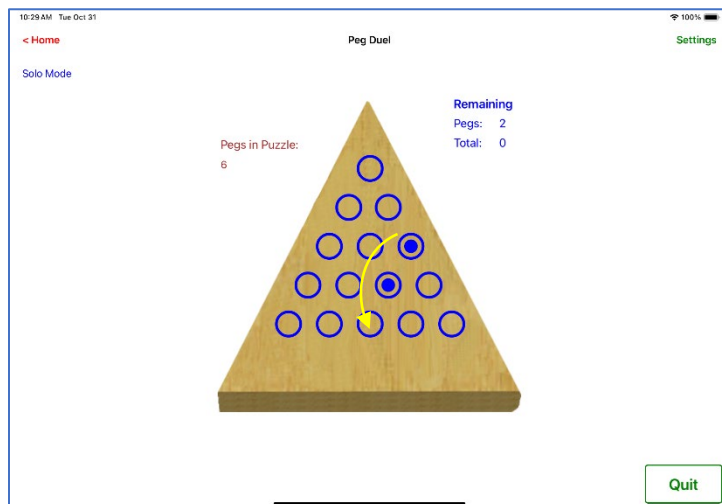 10:29 AM Tue Oct 31
100%
< Home
Peg Duel
Settings
Solo Mode
Remaining
Pegs: 2
Total: 0
Pegs in Puzzle:
6
Quit